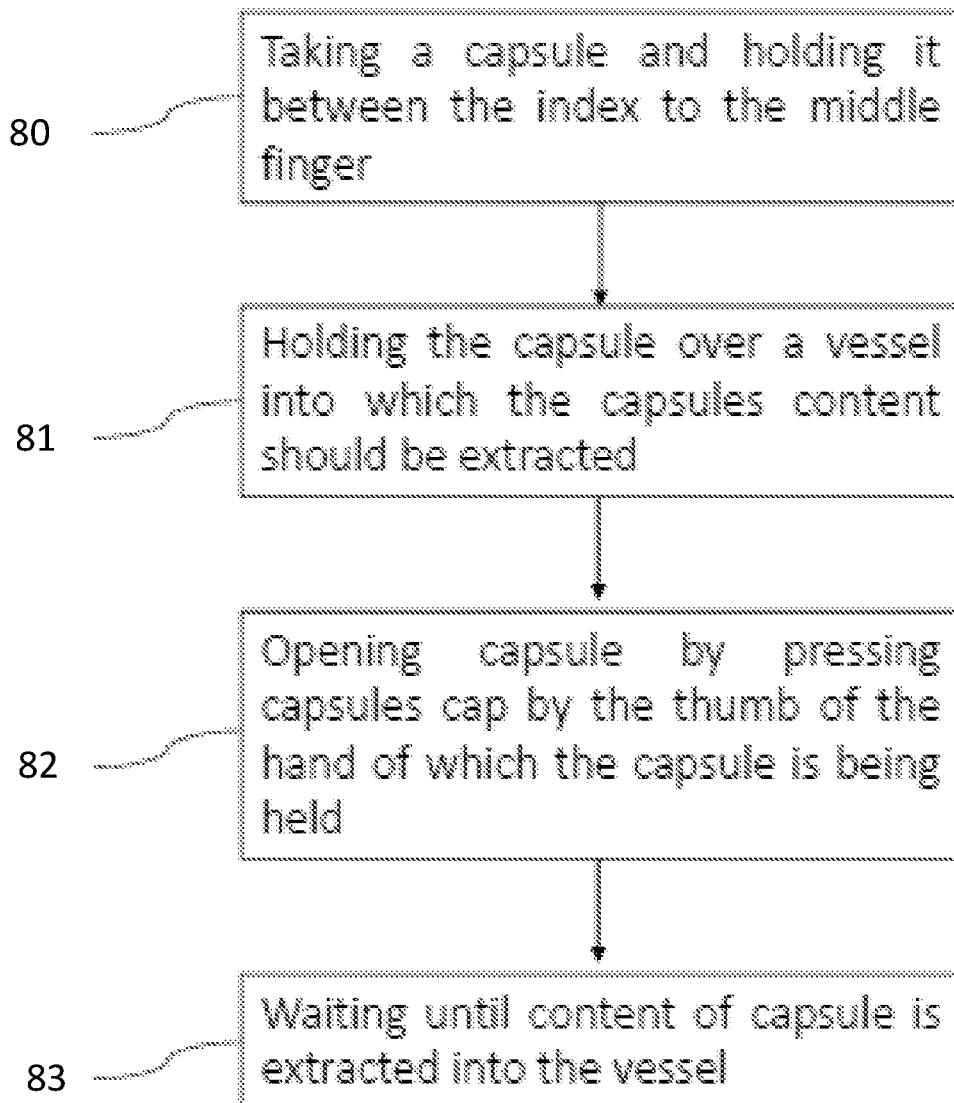 Taking a capsule and holding it
between the index to the middle
finger
80
Holding the capsule over a vessel
into which the capsules content
should be extracted
81
Opening capsule by pressing
capsules cap by the thumb of the
hand of which the capsule is being
held
82
Waiting until content of capsule is
extracted into the vessel
83